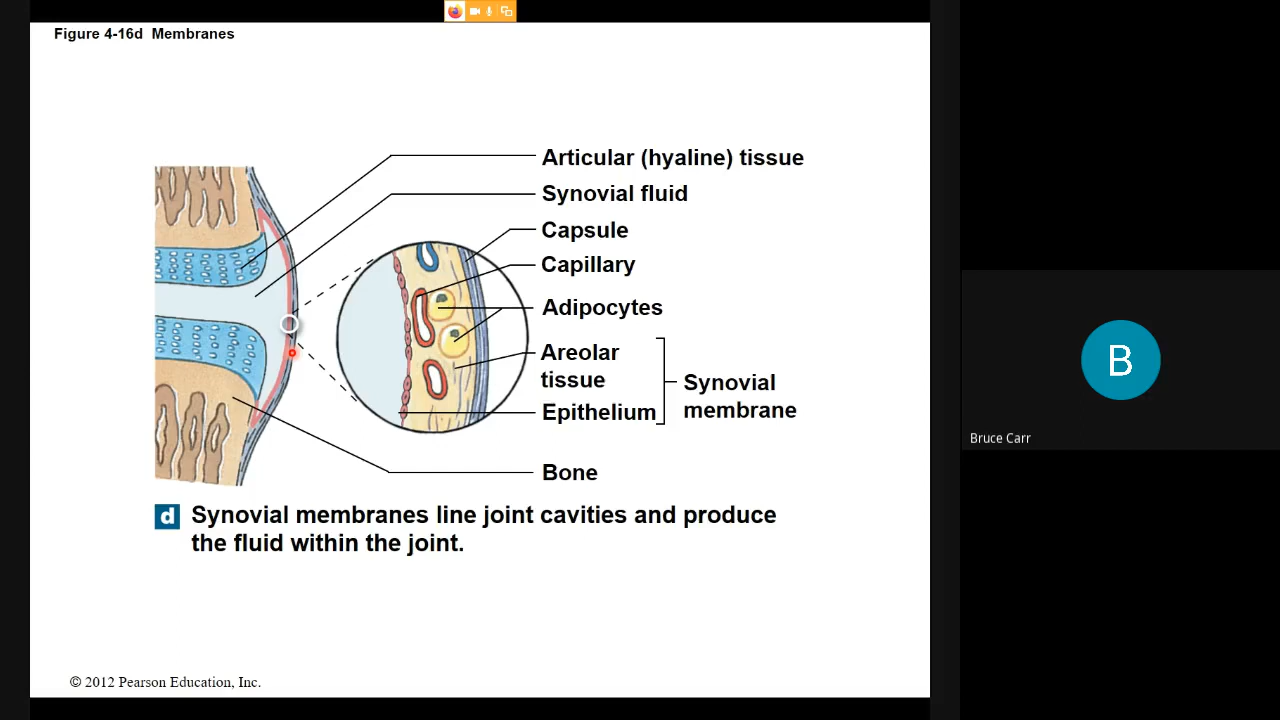 Figure 4-16d Membranes
Articular (hyaline) tissue
Synovial fluid
Capsule
Capillary
Adipocytes
Areolar
tissue
Epithelium
Synovial
membrane
Bone
d Synovial membranes line joint cavities and produce
the fluid within the joint.
© 2012 Pearson Education, Inc.
B
Bruce Carr